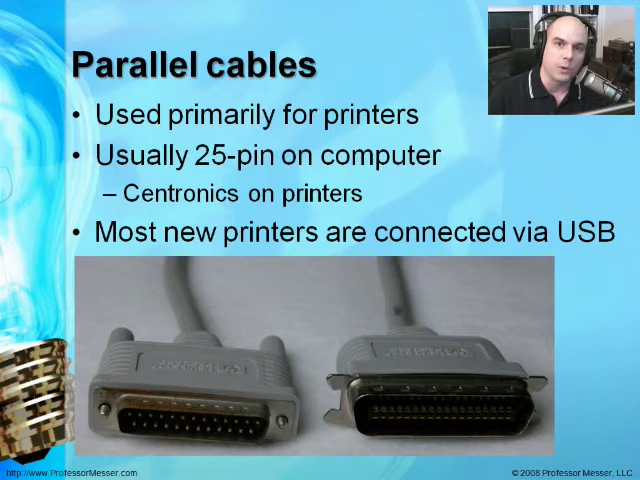 Parallel cables
• Used primarily for printers
• Usually 25-pin on computer
– Centronics on printers
• Most new printers are connected via USB
http://www.ProfessorMesser.com
© 2008 Professor Messer, LLC